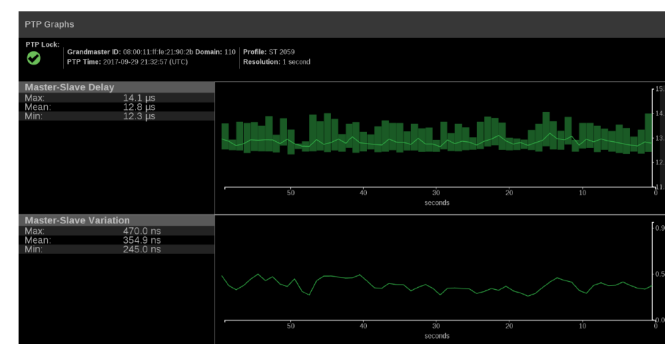 PTP Graphs
PTP Lock:
Grandmaster ID: 08:00:11:ff:fe:21:90:2b Domain: 110 Profile: ST 2059
PTP Time: 2017-09-29 21:32:57 (UTC) Resolution: 1 second
Master-Slave Delay
Max: 14.1 µs
Mean: 12.8 µs
Min: 12.3 µs
50 40 30 20 10 0
seconds
Master-Slave Variation
Max: 470.0 ns
Mean: 354.9 ns
Min: 245.0 ns
50 40 30 20 10 0
seconds